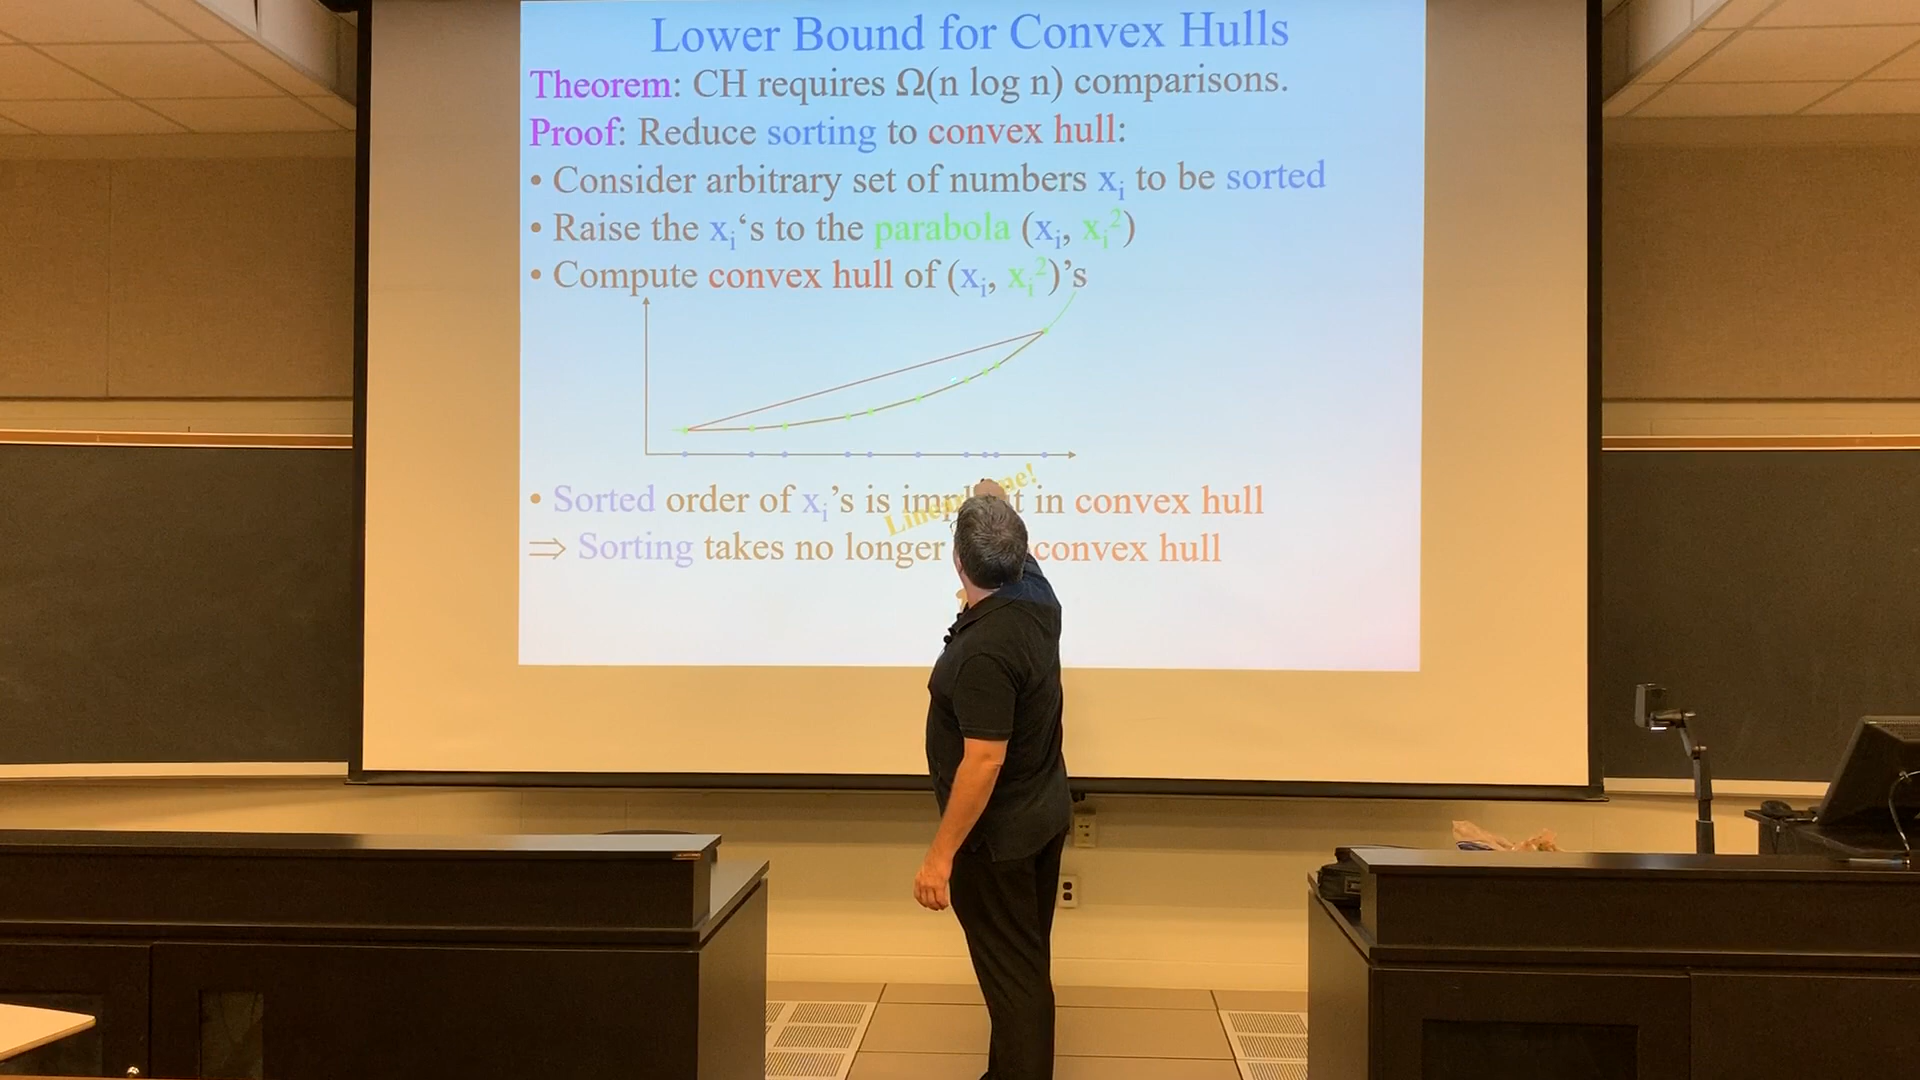 Lower Bound for Convex Hulls
Theorem: CH requires Ω(n log n) comparisons.
Proof: Reduce sorting to convex hull:
• Consider arbitrary set of numbers xᵢ to be sorted
• Raise the xᵢ‘s to the parabola (xᵢ, xᵢ²)
• Compute convex hull of (xᵢ, xᵢ²)’s
• Sorted order of xᵢ’s is in convex hull
⇒ Sorting takes no longer convex hull